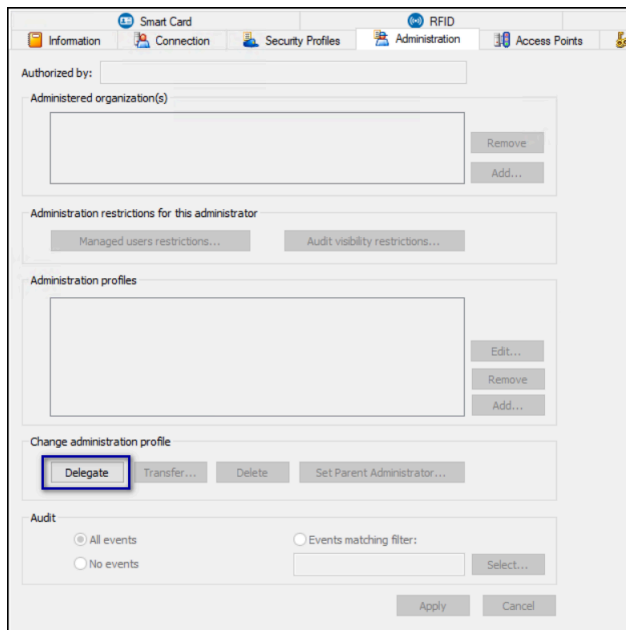 Smart Card RFID
Information Connection Security Profiles Administration Access Points
Authorized by:
Administered organization(s)
Remove
Add...
Administration restrictions for this administrator
Managed users restrictions... Audit visibility restrictions...
Administration profiles
Edit...
Remove
Add...
Change administration profile
Delegate Transfer... Delete Set Parent Administrator...
Audit
All events Events matching filter:
No events Select...
Apply Cancel